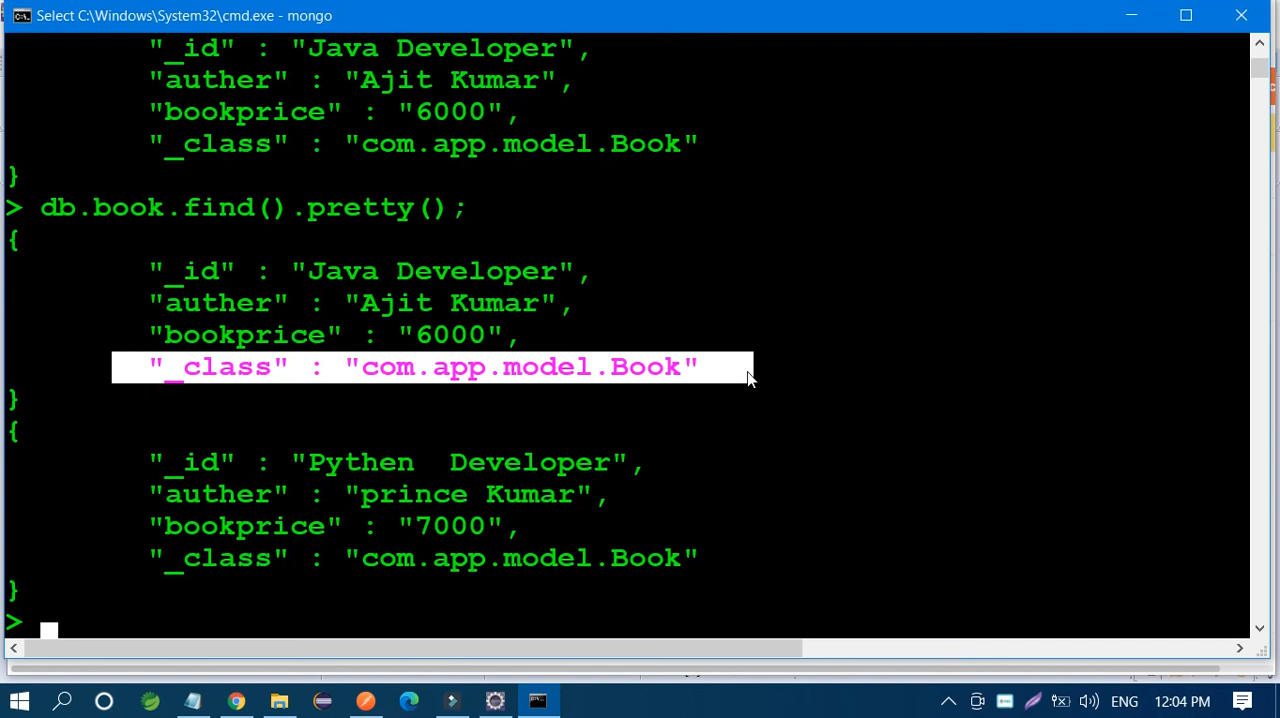 Select C:\Windows\System32\cmd.exe - mongo
"_id" : "Java Developer",
"auther" : "Ajit Kumar",
"bookprice" : "6000",
"_class" : "com.app.model.Book"
}
> db.book.find().pretty();
{
"_id" : "Java Developer",
"auther" : "Ajit Kumar",
"bookprice" : "6000",
"_class" : "com.app.model.Book"
}
{
"_id" : "Pythen  Developer",
"auther" : "prince Kumar",
"bookprice" : "7000",
"_class" : "com.app.model.Book"
}
>
ENG 12:04 PM